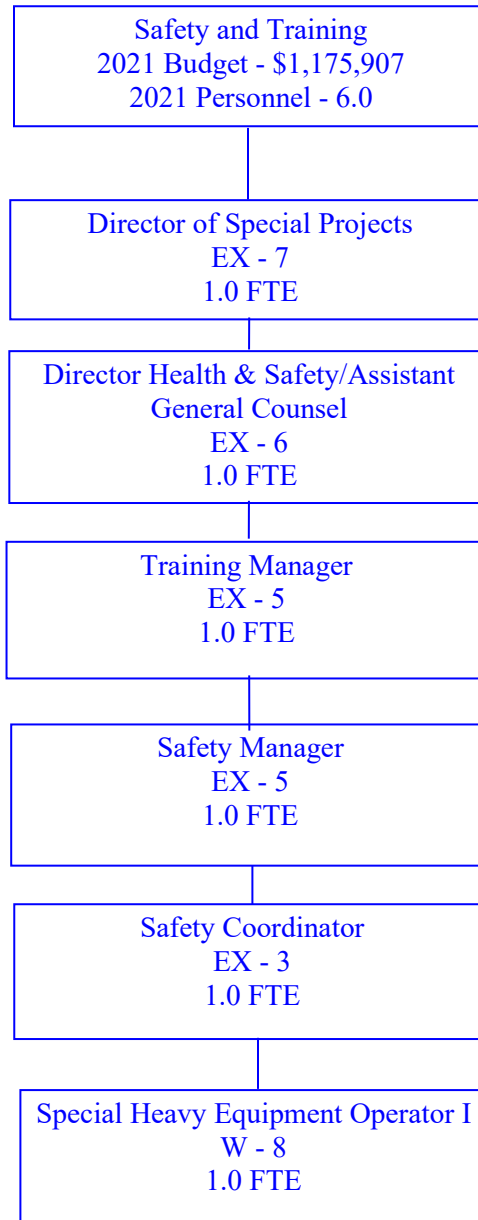 Safety and Training
2021 Budget - $1,175,907
2021 Personnel - 6.0
Director of Special Projects
EX - 7
1.0 FTE
Director Health & Safety/Assistant
General Counsel
EX - 6
1.0 FTE
Training Manager
EX - 5
1.0 FTE
Safety Manager
EX - 5
1.0 FTE
Safety Coordinator
EX - 3
1.0 FTE
Special Heavy Equipment Operator I
W - 8
1.0 FTE